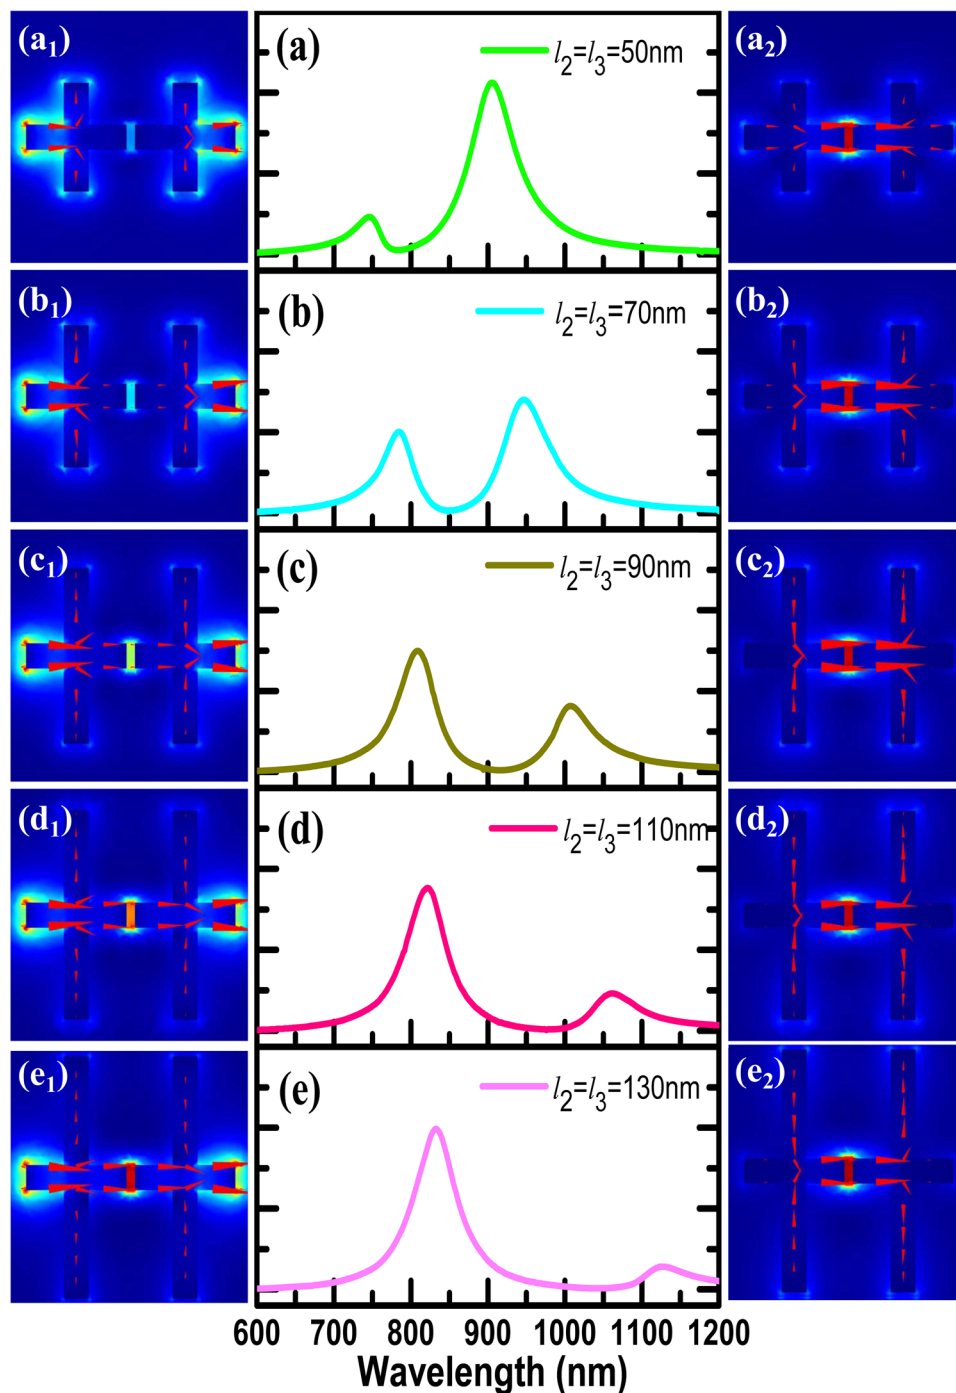 (a₁) (a) l₂=l₃=50nm (a₂)
(b₁) (b) l₂=l₃=70nm (b₂)
(c₁) (c) l₂=l₃=90nm (c₂)
(d₁) (d) l₂=l₃=110nm (d₂)
(e₁) (e) l₂=l₃=130nm (e₂)
600 700 800 900 1000 1100 1200
Wavelength (nm)